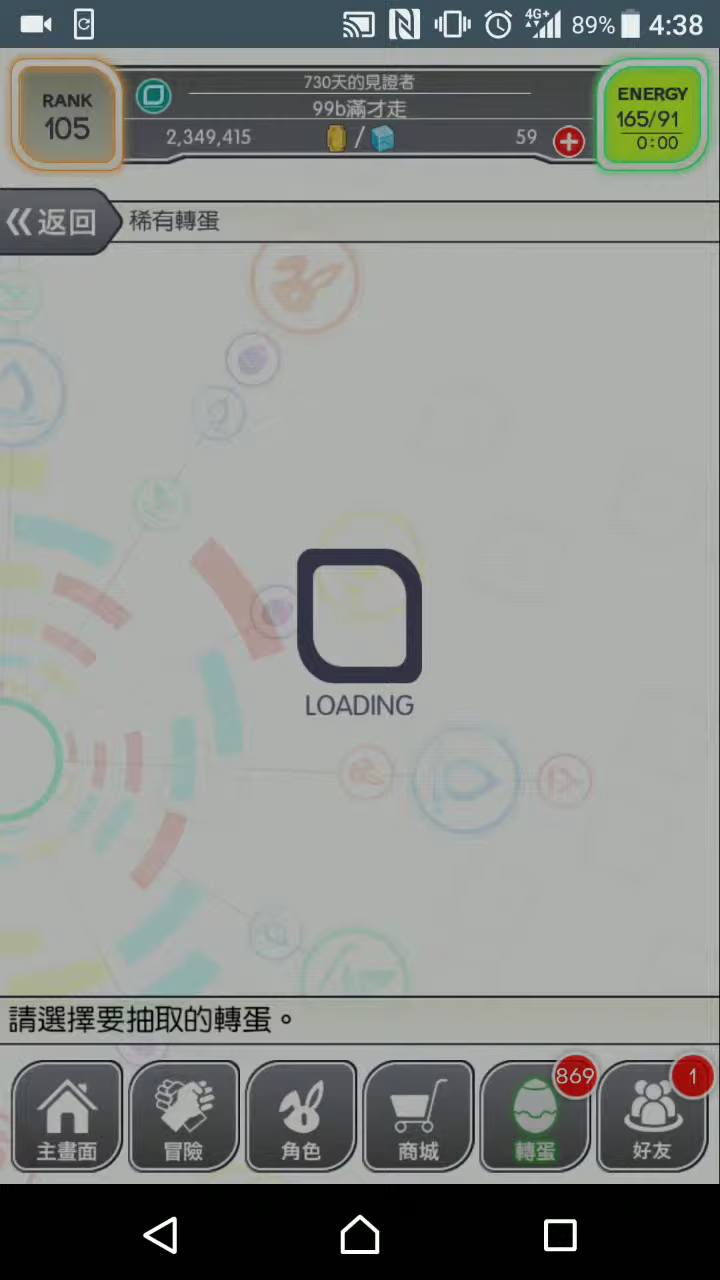 4G+
89%
4:38
RANK
105
730天的見證者
99b滿才走
2,349,415
/
59
ENERGY
165/91
0:00
返回
稀有轉蛋
LOADING
請選擇要抽取的轉蛋。
869
1
主畫面
冒險
角色
商城
轉蛋
好友